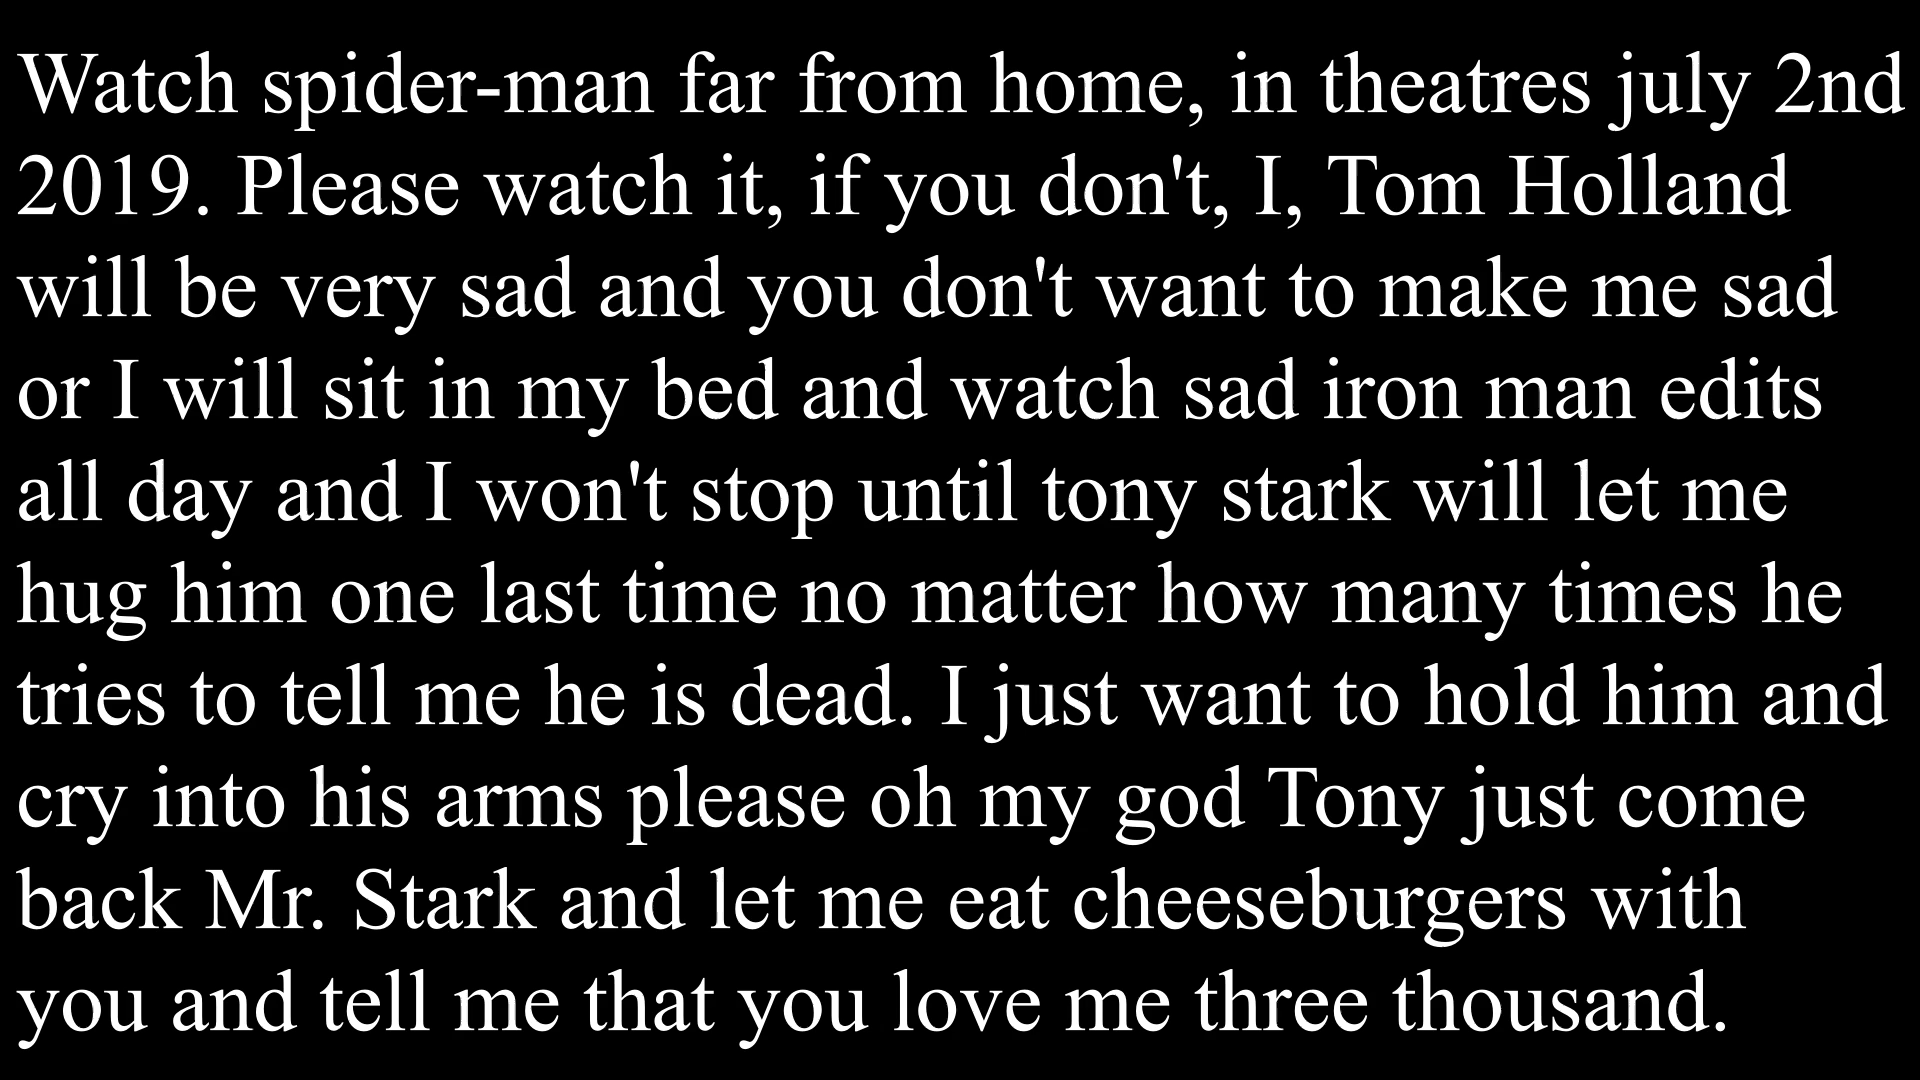 Watch spider-man far from home, in theatres july 2nd
2019. Please watch it, if you don't, I, Tom Holland
will be very sad and you don't want to make me sad
or I will sit in my bed and watch sad iron man edits
all day and I won't stop until tony stark will let me
hug him one last time no matter how many times he
tries to tell me he is dead. I just want to hold him and
cry into his arms please oh my god Tony just come
back Mr. Stark and let me eat cheeseburgers with
you and tell me that you love me three thousand.